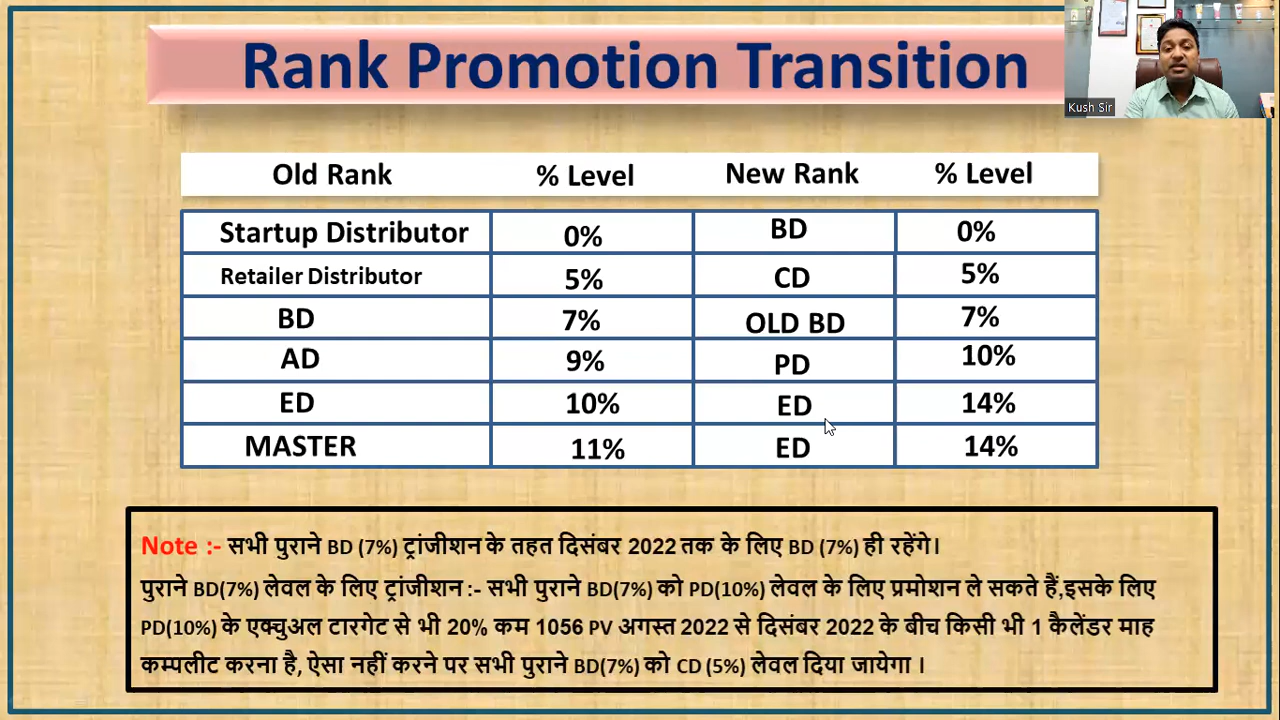 Rank Promotion Transition
Kush Sir
Old Rank % Level New Rank % Level
Startup Distributor 0% BD 0%
Retailer Distributor 5% CD 5%
BD 7% OLD BD 7%
AD 9% PD 10%
ED 10% ED 14%
MASTER 11% ED 14%
Note :- सभी पुराने BD (7%) ट्रांजीशन के तहत दिसंबर 2022 तक के लिए BD (7%) ही रहेंगे।
पुराने BD(7%) लेवल के लिए ट्रांजीशन :- सभी पुराने BD(7%) को PD(10%) लेवल के लिए प्रमोशन ले सकते हैं,इसके लिए
PD(10%) के एक्चुअल टारगेट से भी 20% कम 1056 PV अगस्त 2022 से दिसंबर 2022 के बीच किसी भी 1 कैलेंडर माह
कम्पलीट करना है, ऐसा नहीं करने पर सभी पुराने BD(7%) को CD (5%) लेवल दिया जायेगा ।